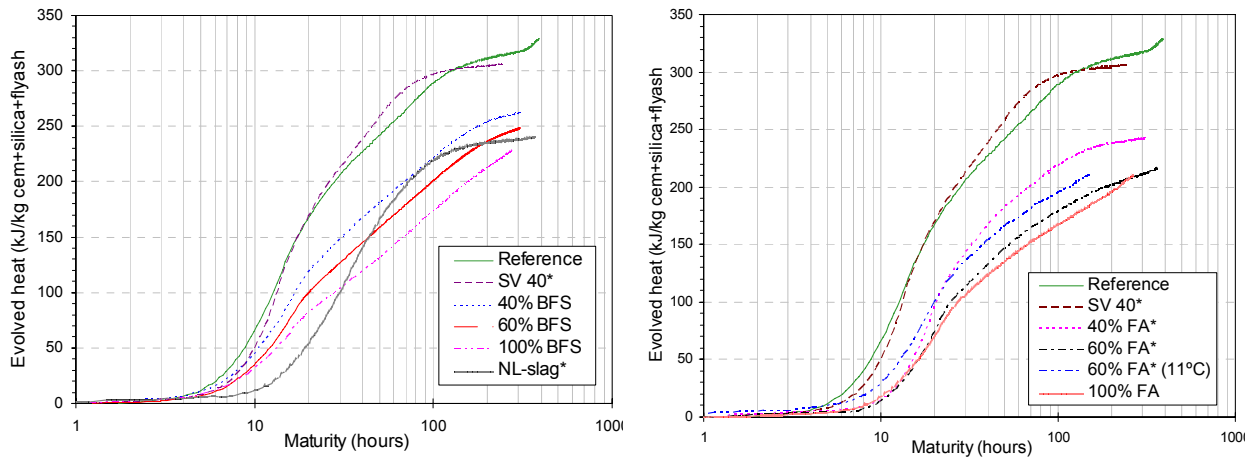 Evolved heat (kJ/kg cem+silica+flyash
350
300
250
200
150
100
50
0
Reference
SV 40*
40% BFS
60% BFS
100% BFS
NL-slag*
1 10 100 1000
Maturity (hours)
Evolved heat (kJ/kg cem+silica+flyash
350
300
250
200
150
100
50
0
Reference
SV 40*
40% FA*
60% FA*
60% FA* (11°C)
100% FA
1 10 100 1000
Maturity (hours)